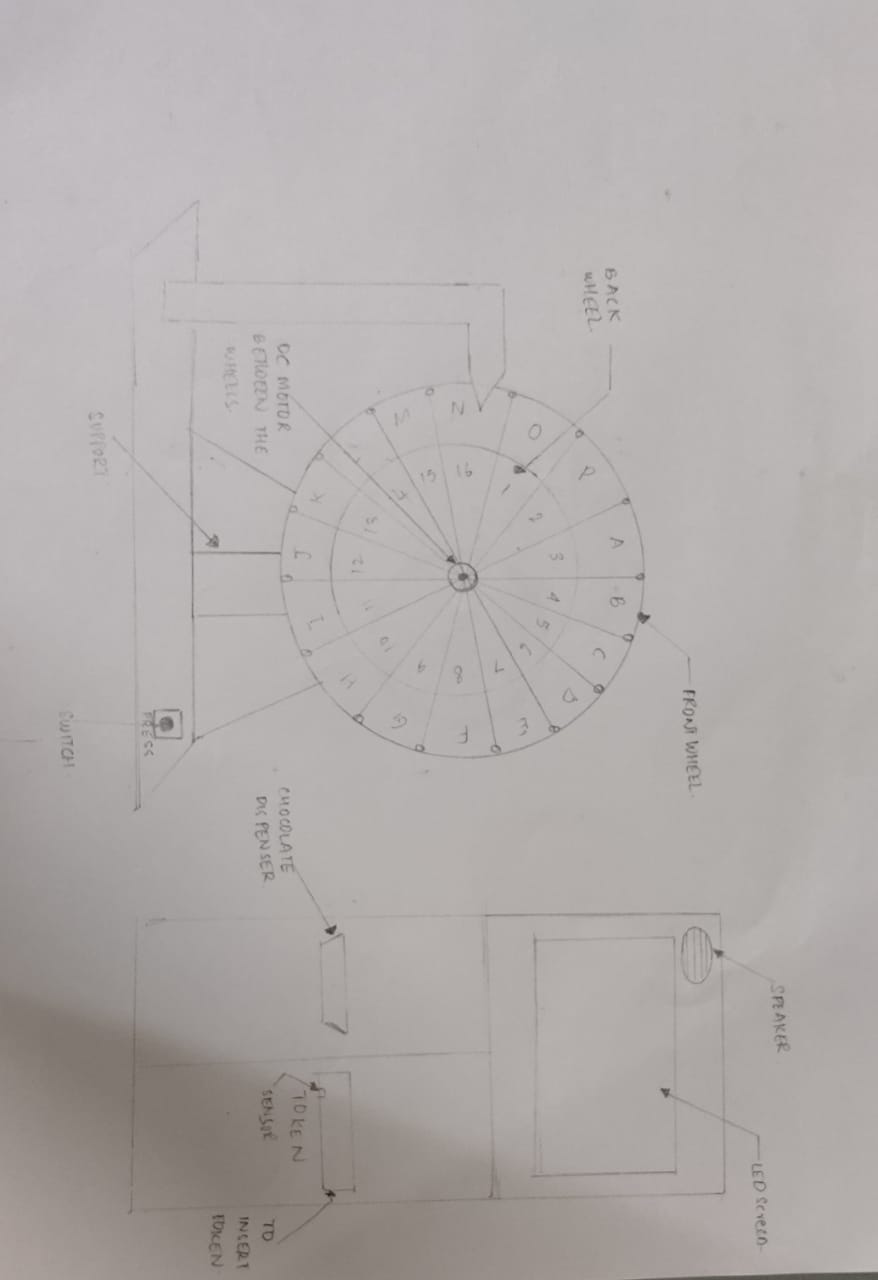 BACK
WHEEL
DC MOTOR
BETWEEN THE
WHEELS
SUPPORT
FRONT WHEEL
PRESS
SWITCH
O
P
A
B
C
D
E
F
G
H
I
J
K
M
N
1
2
3
4
5
6
7
8
9
10
11
12
13
15
16
CHOCOLATE
DISPENSER
SPEAKER
LED Screen
TOKEN
SENSOR
TO
INSERT
TOKEN